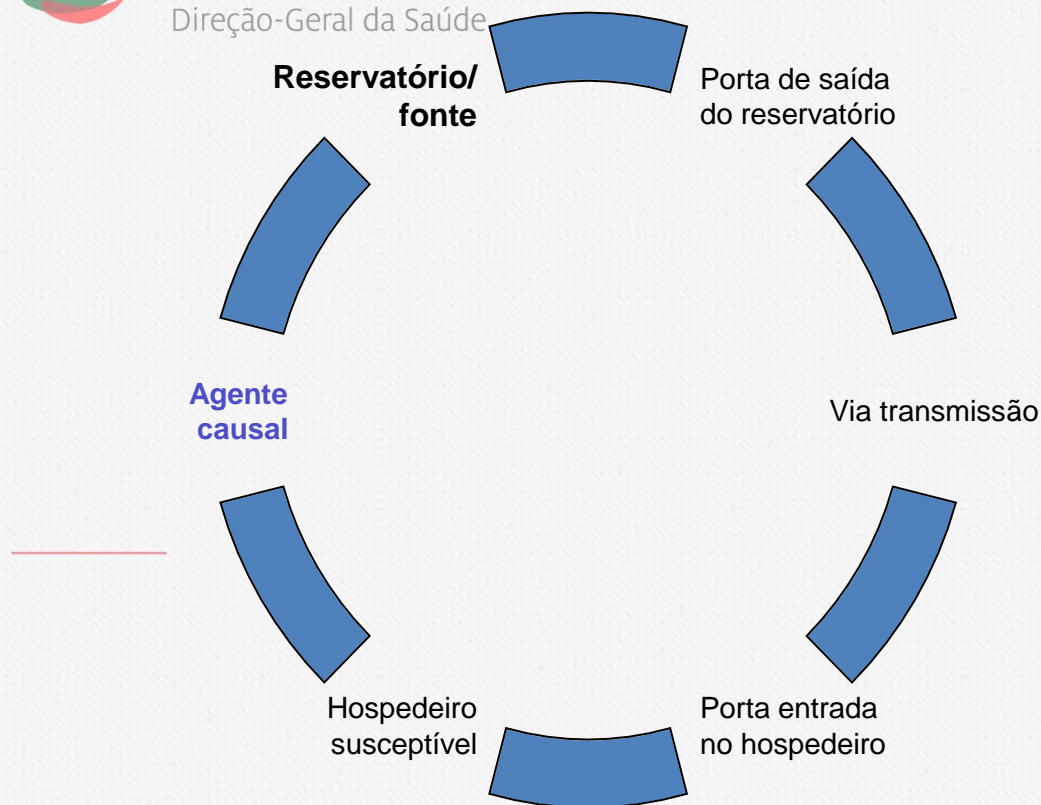 Direção-Geral da Saúde
Reservatório/
fonte
Porta de saída
do reservatório
Agente
causal
Via transmissão
Hospedeiro
susceptível
Porta entrada
no hospedeiro